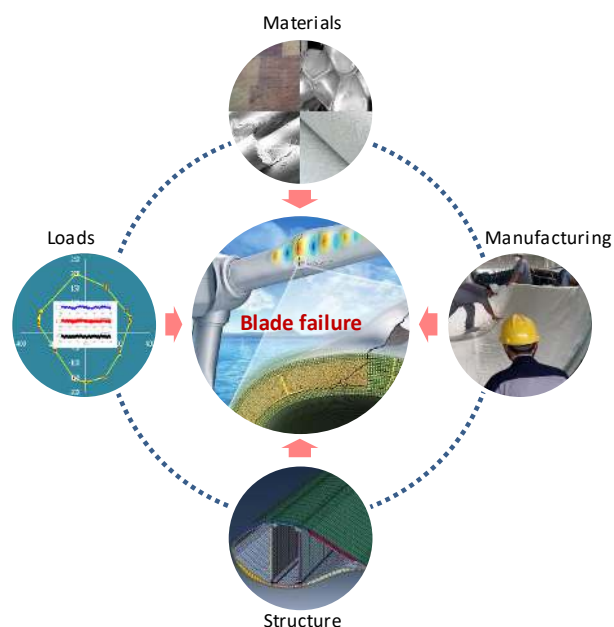 Materials
Loads
Manufacturing
Blade failure
Structure